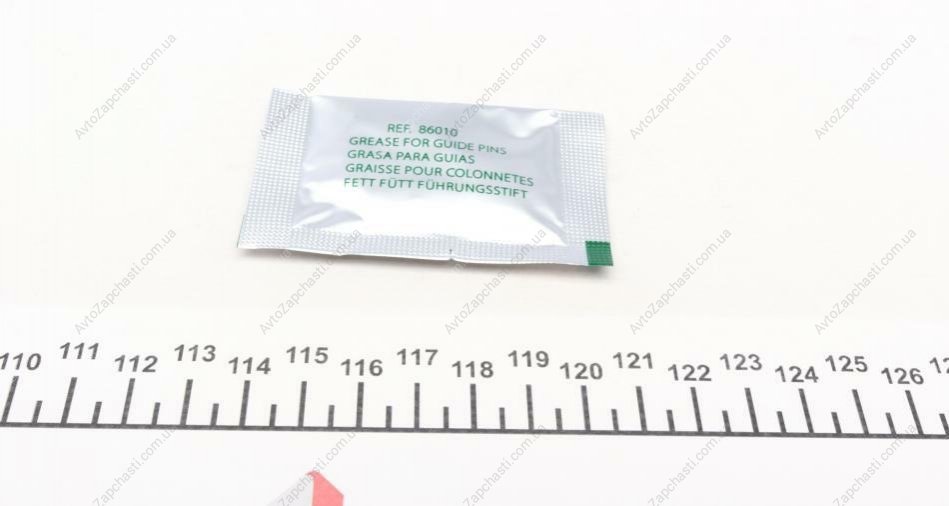 REF. 86010
GREASE FOR GUIDE PINS
GRASA PARA GUIAS
GRAISSE POUR COLONNETES
FETT FÜTT FÜHRUNGSSTIFT
110 111 112 113 114 115 116 117 118 119 120 121 122 123 124 125 126
AvtoZapchasti.com.ua